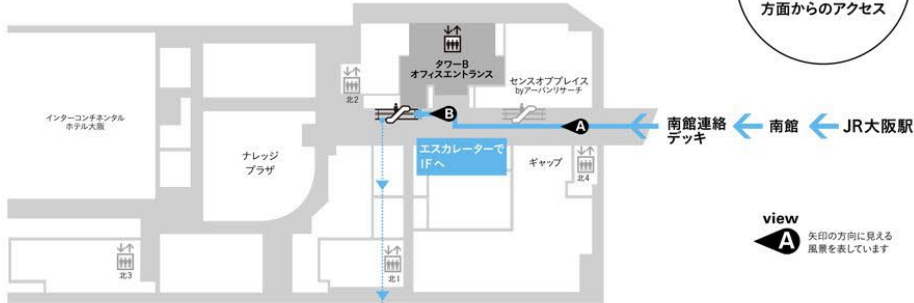 方面からのアクセス
タワーB
オフィスエントランス
センスオブプレイス
byアーバンリサーチ
北2
インターコンチネンタル
ホテル大阪
B
A
南館連絡
デッキ
南館
JR大阪駅
エスカレーターで
1Fへ
ナレッジ
プラザ
ギャップ
北4
view
A
矢印の方向に見える
風景を表しています
北3
北1